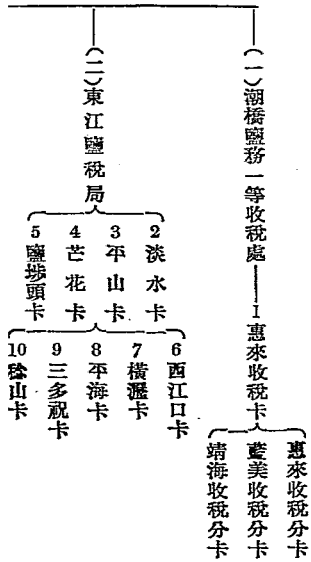 （一）潮橋鹽務一等收稅處
1 惠來收稅卡
惠來收稅分卡
藍美收稅分卡
靖海收稅分卡
（二）東江鹽稅局
2 淡水卡
3 平山卡
4 芒花卡
5 鹽埗頭卡
6 西江口卡
7 橫瀝卡
8 平海卡
9 三多祝卡
10 稔山卡